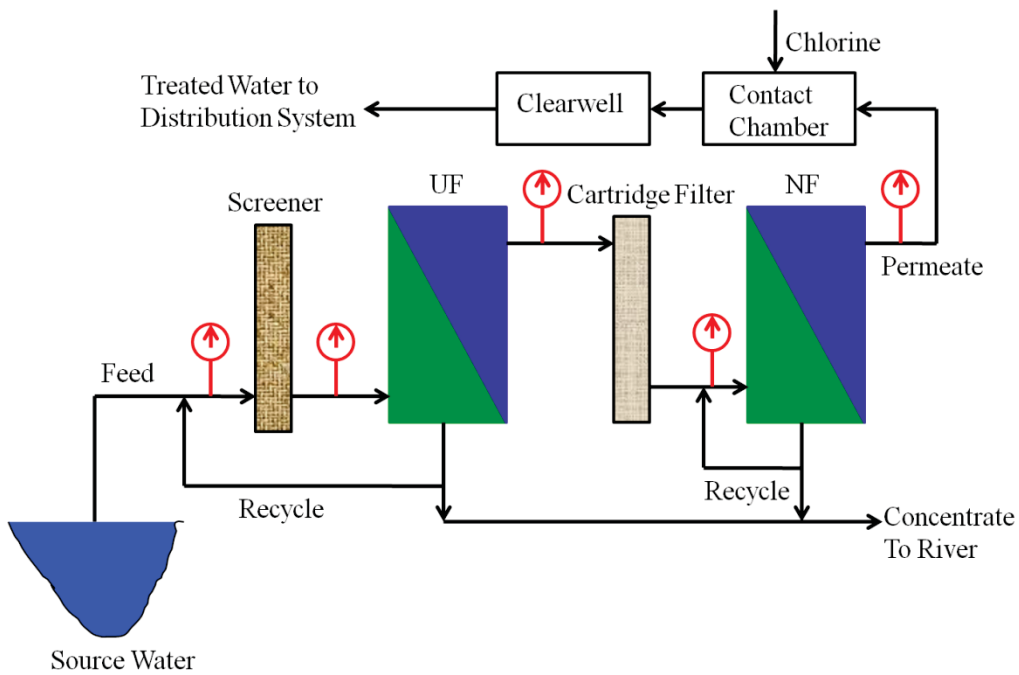 Chlorine
Treated Water to
Distribution System
Clearwell
Contact
Chamber
UF
Cartridge Filter
NF
Screener
Permeate
Feed
Recycle
Recycle
Concentrate
To River
Source Water